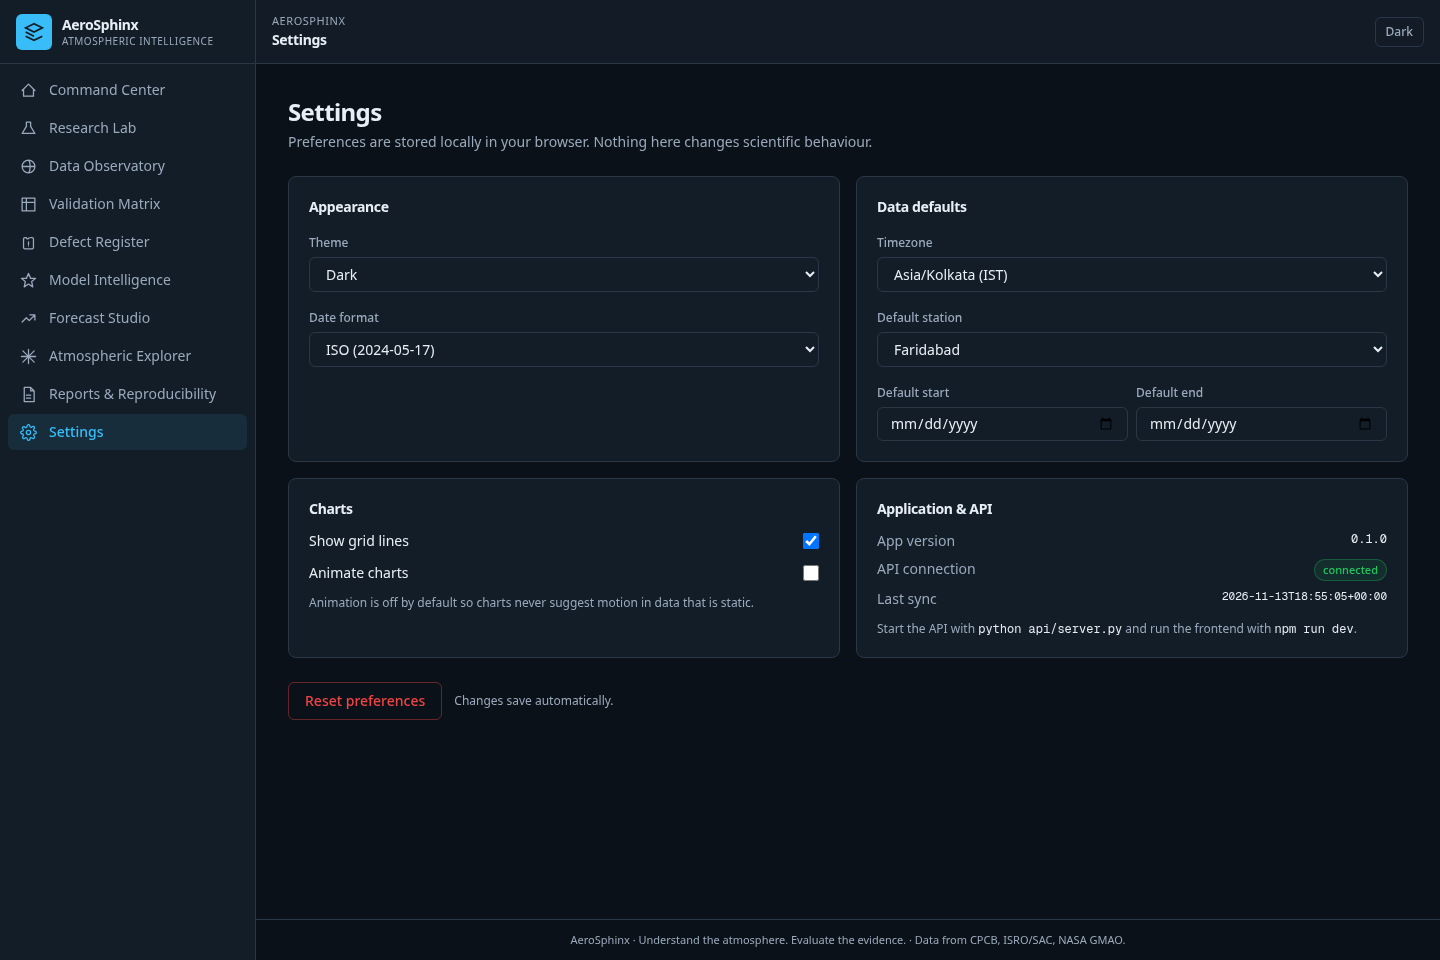 AeroSphinx
ATMOSPHERIC INTELLIGENCE
Command Center
Research Lab
Data Observatory
Validation Matrix
Defect Register
Model Intelligence
Forecast Studio
Atmospheric Explorer
Reports & Reproducibility
Settings
AEROSPHINX
Settings
Dark
Settings
Preferences are stored locally in your browser. Nothing here changes scientific behaviour.
Appearance
Theme
Dark
Date format
ISO (2024-05-17)
Data defaults
Timezone
Asia/Kolkata (IST)
Default station
Faridabad
Default start
Default end
mm/dd/yyyy
mm/dd/yyyy
Charts
Show grid lines
Animate charts
Animation is off by default so charts never suggest motion in data that is static.
Application & API
App version
0.1.0
API connection
connected
Last sync
2026-11-13T18:55:05+00:00
Start the API with python api/server.py and run the frontend with npm run dev.
Reset preferences
Changes save automatically.
AeroSphinx · Understand the atmosphere. Evaluate the evidence. · Data from CPCB, ISRO/SAC, NASA GMAO.